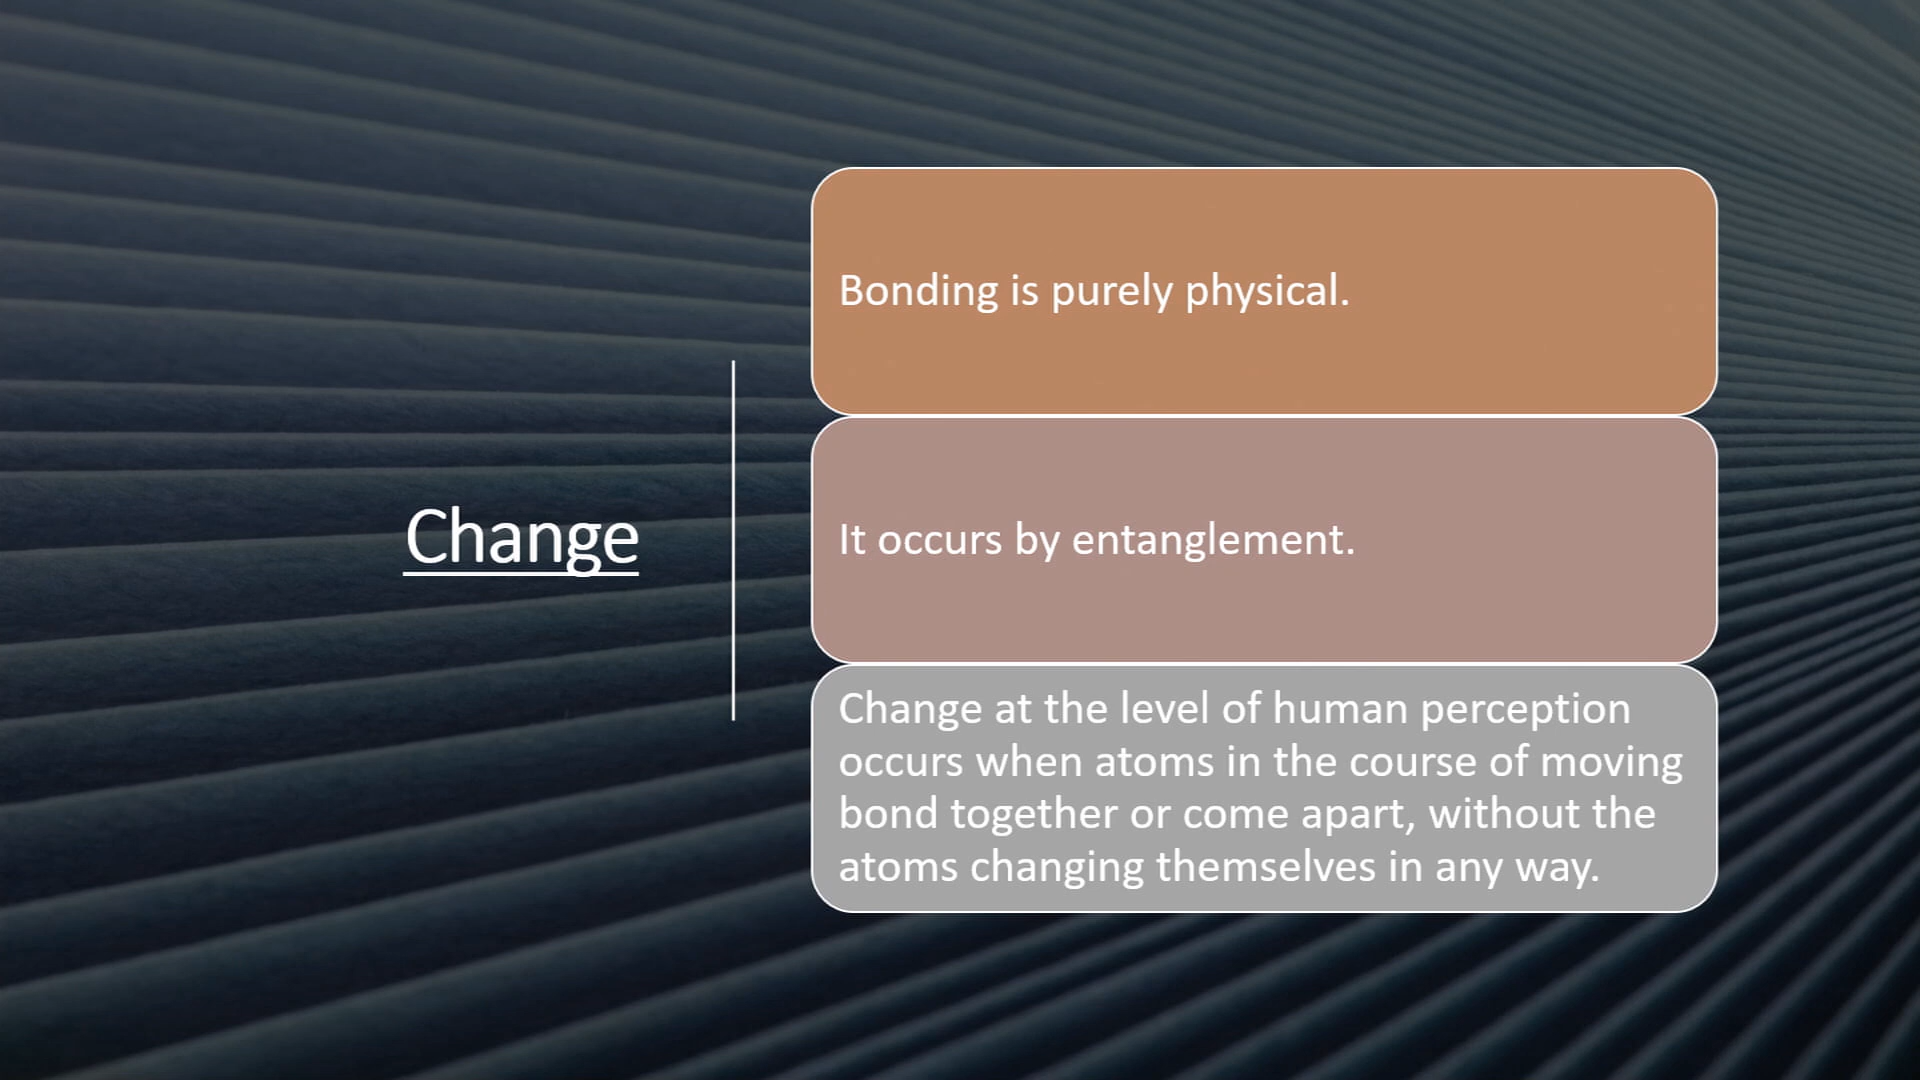 Change
Bonding is purely physical.
It occurs by entanglement.
Change at the level of human perception
occurs when atoms in the course of moving
bond together or come apart, without the
atoms changing themselves in any way.